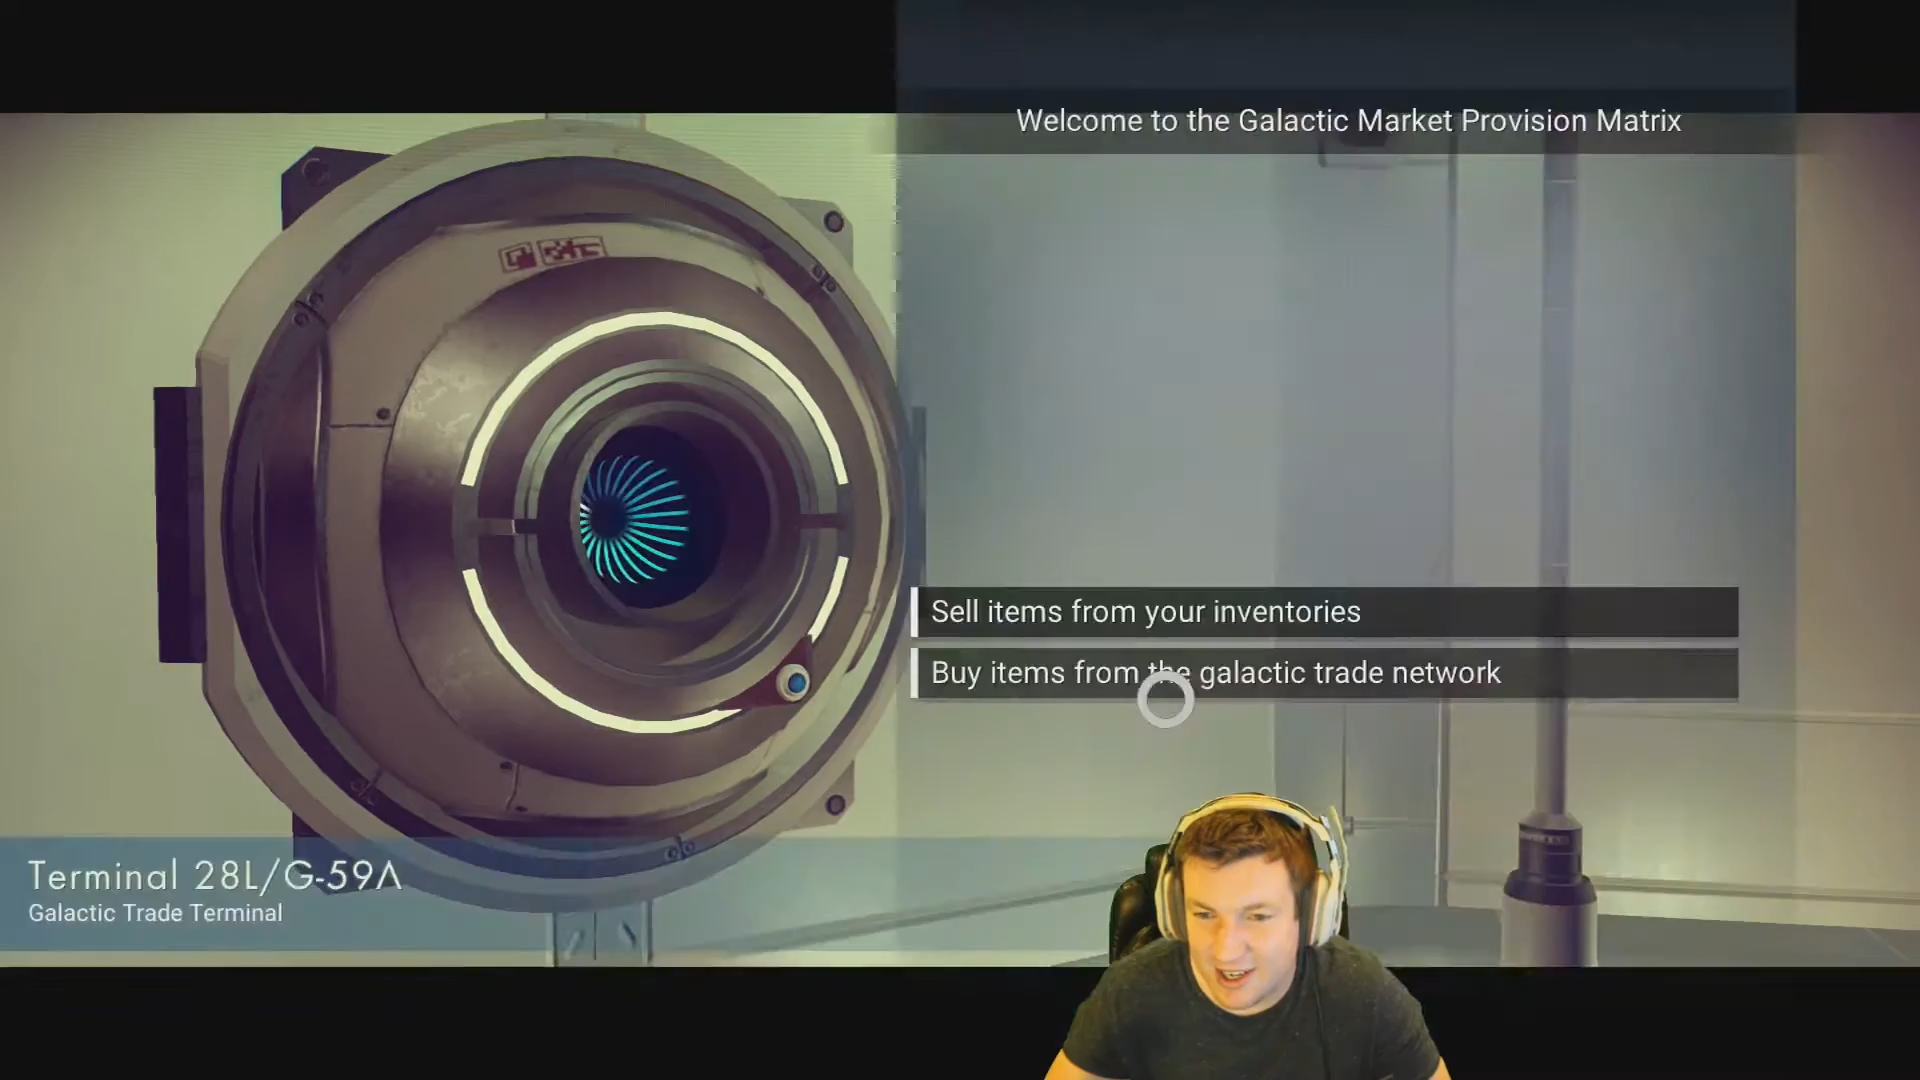 Welcome to the Galactic Market Provision Matrix
Sell items from your inventories
Buy items from the galactic trade network
Terminal 28L/G-59A
Galactic Trade Terminal